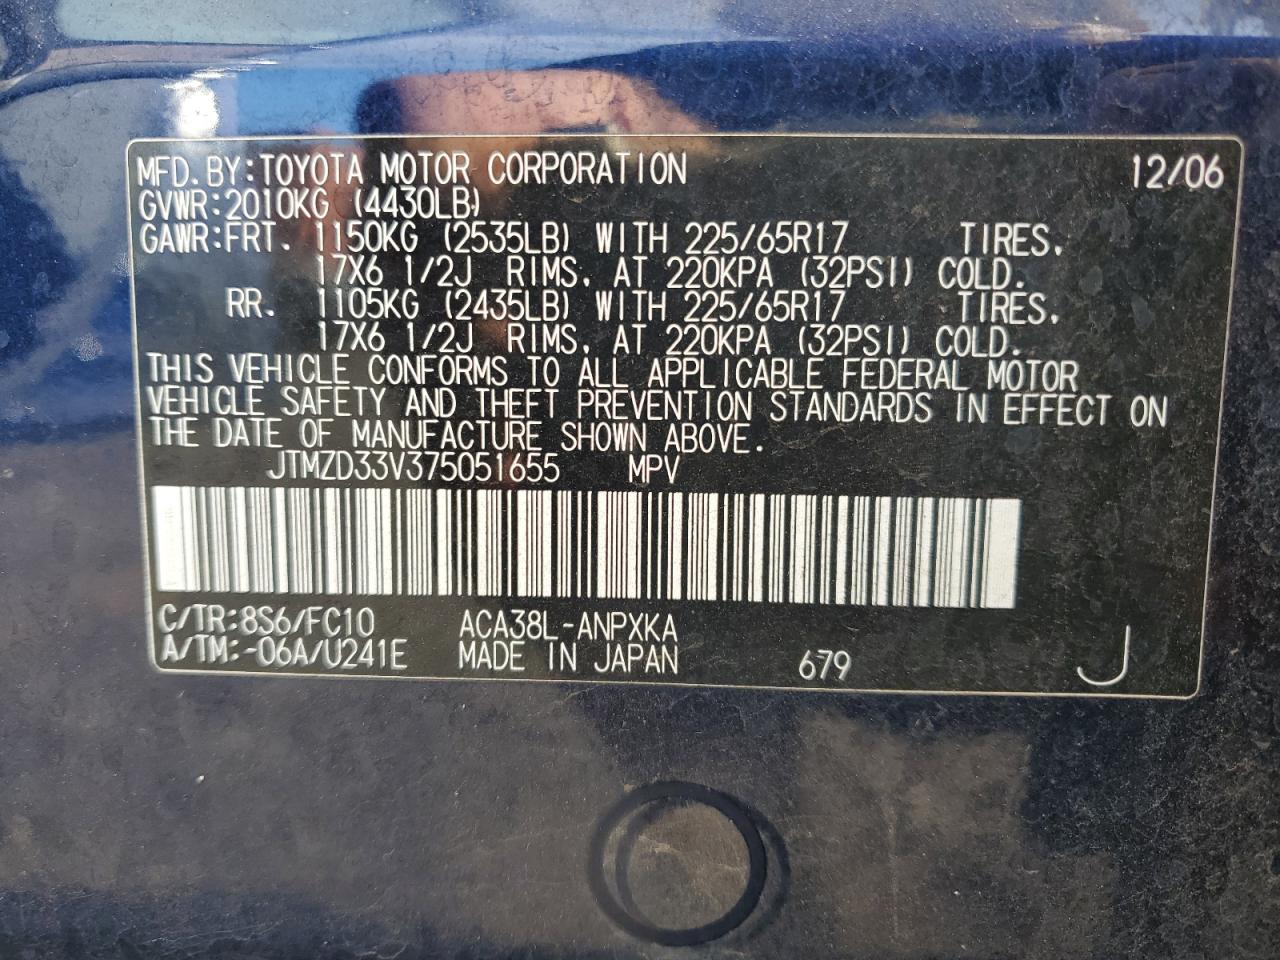 MFD. BY: TOYOTA MOTOR CORPORATION 12/06
GVWR: 2010KG (4430LB)
GAWR: FRT. 1150KG (2535LB) WITH 225/65R17 TIRES,
17X6 1/2J RIMS, AT 220KPA (32PSI) COLD.
RR. 1105KG (2435LB) WITH 225/65R17 TIRES,
17X6 1/2J RIMS, AT 220KPA (32PSI) COLD.
THIS VEHICLE CONFORMS TO ALL APPLICABLE FEDERAL MOTOR
VEHICLE SAFETY AND THEFT PREVENTION STANDARDS IN EFFECT ON
THE DATE OF MANUFACTURE SHOWN ABOVE.
JTMZD33V375051655 MPV
C/TR: 8S6/FC10 ACA38L-ANPXKA
A/TM: -06A/U241E MADE IN JAPAN 679 J